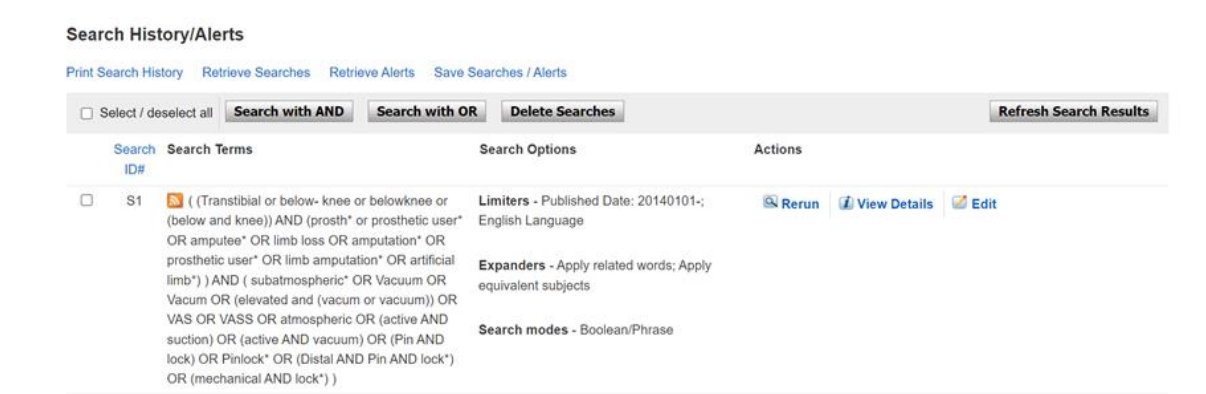 Search History/Alerts
Print Search History Retrieve Searches Retrieve Alerts Save Searches / Alerts
Select / deselect all Search with AND Search with OR Delete Searches Refresh Search Results
Search ID# Search Terms Search Options Actions
S1 ( (Transtibial or below- knee or belowknee or
(below and knee)) AND (prosth* or prosthetic user*
OR amputee* OR limb loss OR amputation* OR
prosthetic user* OR limb amputation* OR artificial
limb*) ) AND ( subatmospheric* OR Vacuum OR
Vacum OR (elevated and (vacum or vacuum)) OR
VAS OR VASS OR atmospheric OR (active AND
suction) OR (active AND vacuum) OR (Pin AND
lock) OR Pinlock* OR (Distal AND Pin AND lock*)
OR (mechanical AND lock*) )
Limiters - Published Date: 20140101-;
English Language
Expanders - Apply related words; Apply
equivalent subjects
Search modes - Boolean/Phrase
Rerun View Details Edit